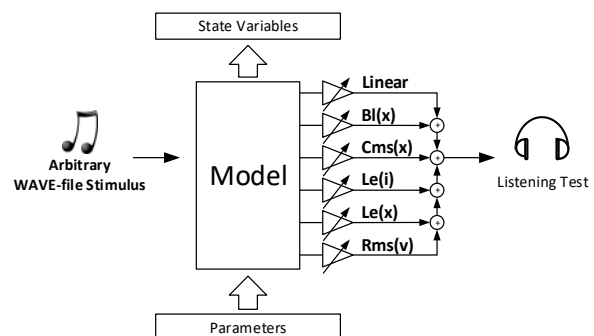 State Variables
Linear
Bl(x)
Cms(x)
Le(i)
Le(x)
Rms(v)
Model
Arbitrary
WAVE-file Stimulus
Listening Test
Parameters